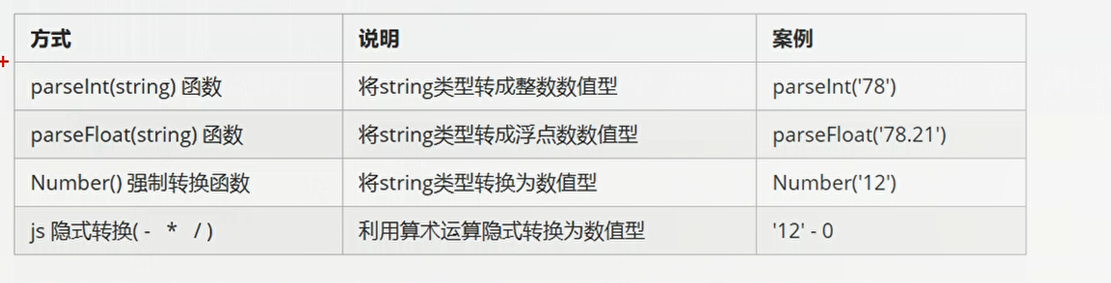 方式 说明 案例
parseInt(string) 函数 将string类型转成整数数值型 parseInt('78')
parseFloat(string) 函数 将string类型转成浮点数数值型 parseFloat('78.21')
Number() 强制转换函数 将string类型转换为数值型 Number('12')
js 隐式转换( - * / ) 利用算术运算隐式转换为数值型 '12' - 0